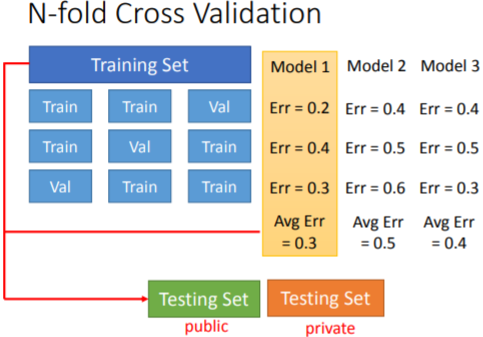 N-fold Cross Validation
Training Set Model 1 Model 2 Model 3
Train Train Val Err = 0.2 Err = 0.4 Err = 0.4
Train Val Train Err = 0.4 Err = 0.5 Err = 0.5
Val Train Train Err = 0.3 Err = 0.6 Err = 0.3
Avg Err Avg Err Avg Err
= 0.3 = 0.5 = 0.4
Testing Set Testing Set
public private